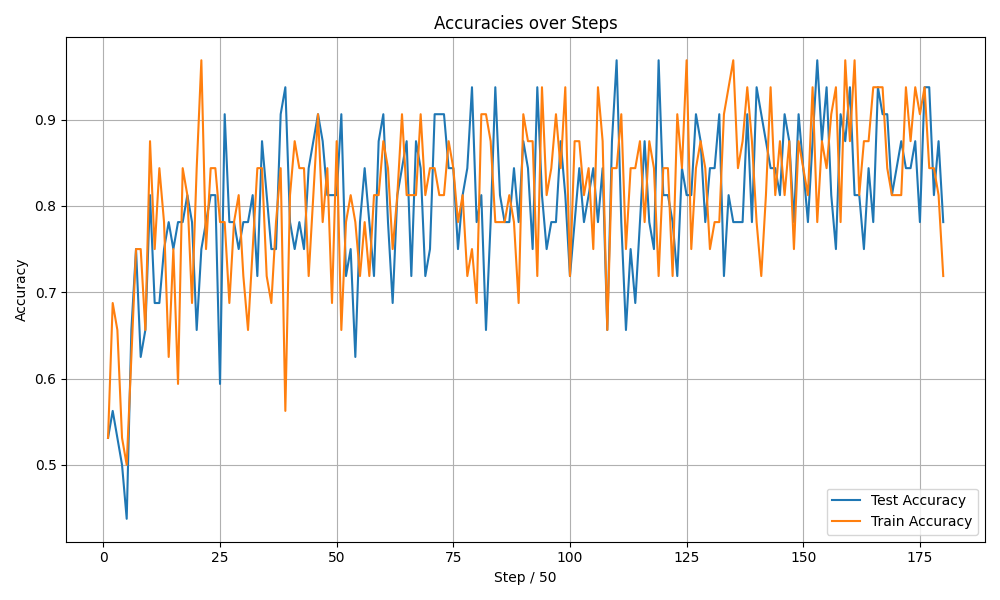 Accuracies over Steps
Accuracy
0.9
0.8
0.7
0.6
0.5
0 25 50 75 100 125 150 175
Step / 50
Test Accuracy
Train Accuracy